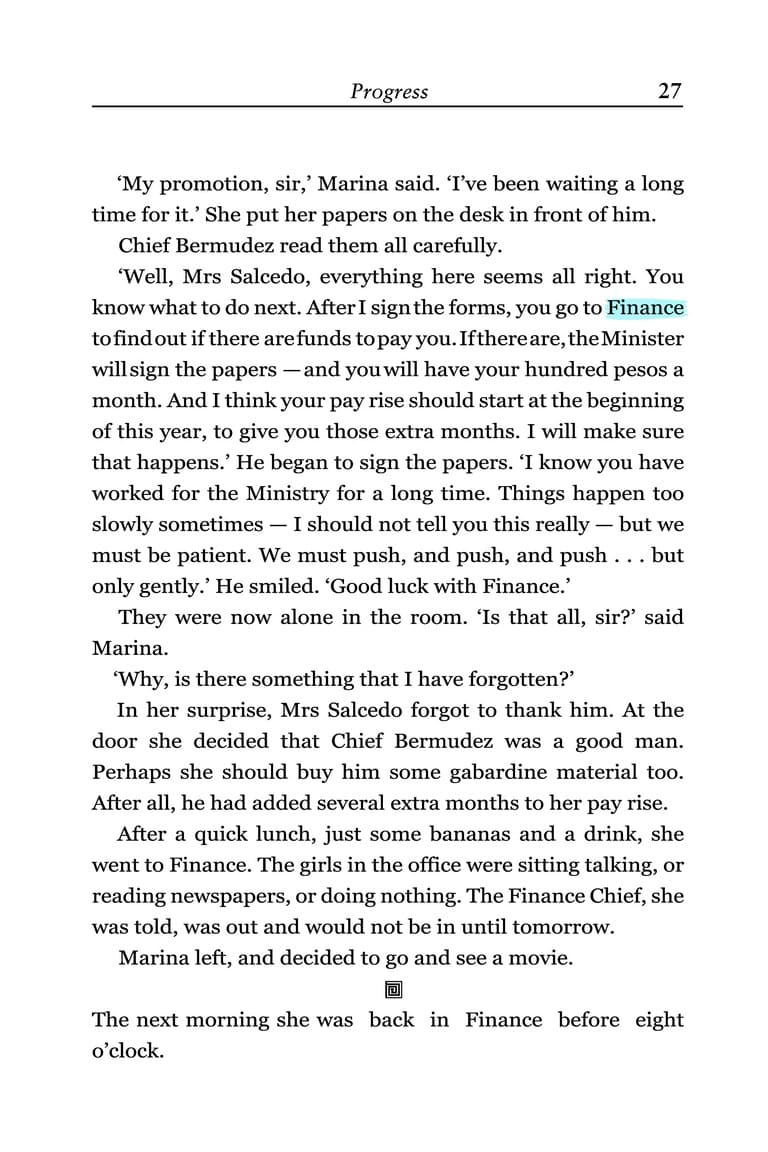 Progress 27
‘My promotion, sir,’ Marina said. ‘I’ve been waiting a long
time for it.’ She put her papers on the desk in front of him.
Chief Bermudez read them all carefully.
‘Well, Mrs Salcedo, everything here seems all right. You
know what to do next. After I sign the forms, you go to Finance
to find out if there are funds to pay you. If there are, the Minister
will sign the papers — and you will have your hundred pesos a
month. And I think your pay rise should start at the beginning
of this year, to give you those extra months. I will make sure
that happens.’ He began to sign the papers. ‘I know you have
worked for the Ministry for a long time. Things happen too
slowly sometimes — I should not tell you this really — but we
must be patient. We must push, and push, and push . . . but
only gently.’ He smiled. ‘Good luck with Finance.’
They were now alone in the room. ‘Is that all, sir?’ said
Marina.
‘Why, is there something that I have forgotten?’
In her surprise, Mrs Salcedo forgot to thank him. At the
door she decided that Chief Bermudez was a good man.
Perhaps she should buy him some gabardine material too.
After all, he had added several extra months to her pay rise.
After a quick lunch, just some bananas and a drink, she
went to Finance. The girls in the office were sitting talking, or
reading newspapers, or doing nothing. The Finance Chief, she
was told, was out and would not be in until tomorrow.
Marina left, and decided to go and see a movie.
The next morning she was back in Finance before eight
o’clock.